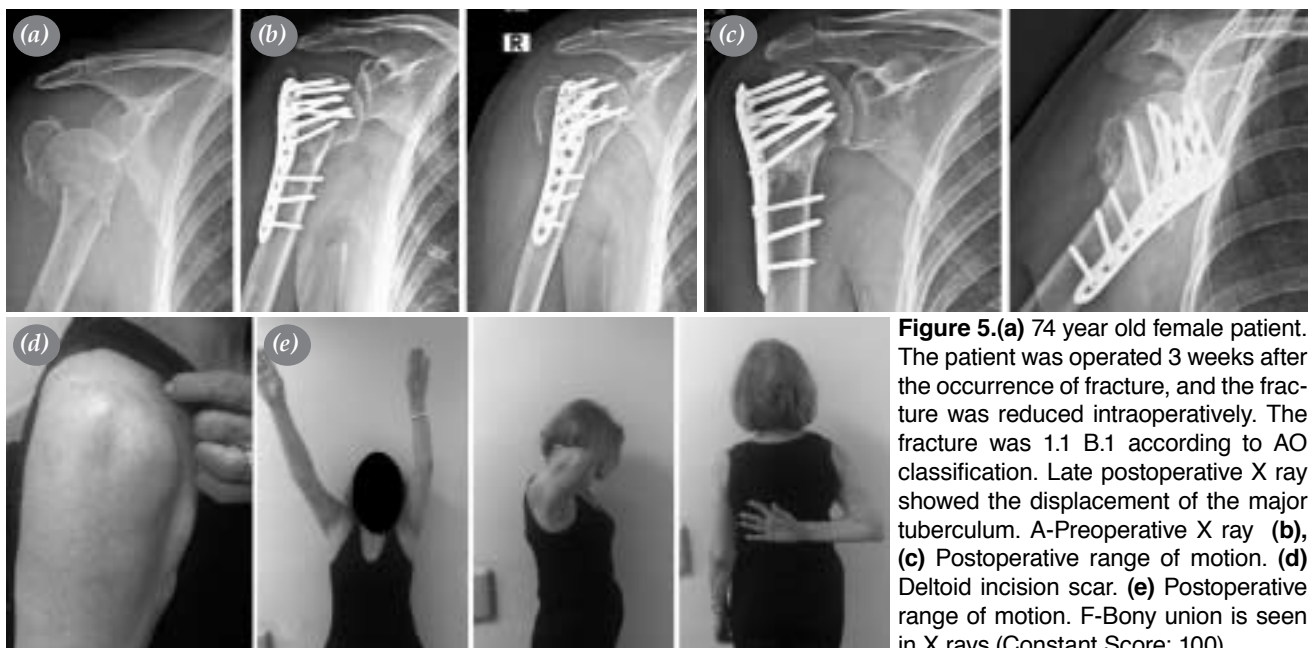 (a)
(b)
R
(c)
(d)
(e)
Figure 5.(a) 74 year old female patient.
The patient was operated 3 weeks after
the occurrence of fracture, and the frac-
ture was reduced intraoperatively. The
fracture was 1.1 B.1 according to AO
classification. Late postoperative X ray
showed the displacement of the major
tuberculum. A-Preoperative X ray (b),
(c) Postoperative range of motion. (d)
Deltoid incision scar. (e) Postoperative
range of motion. F-Bony union is seen
in X rays (Constant Score: 100)